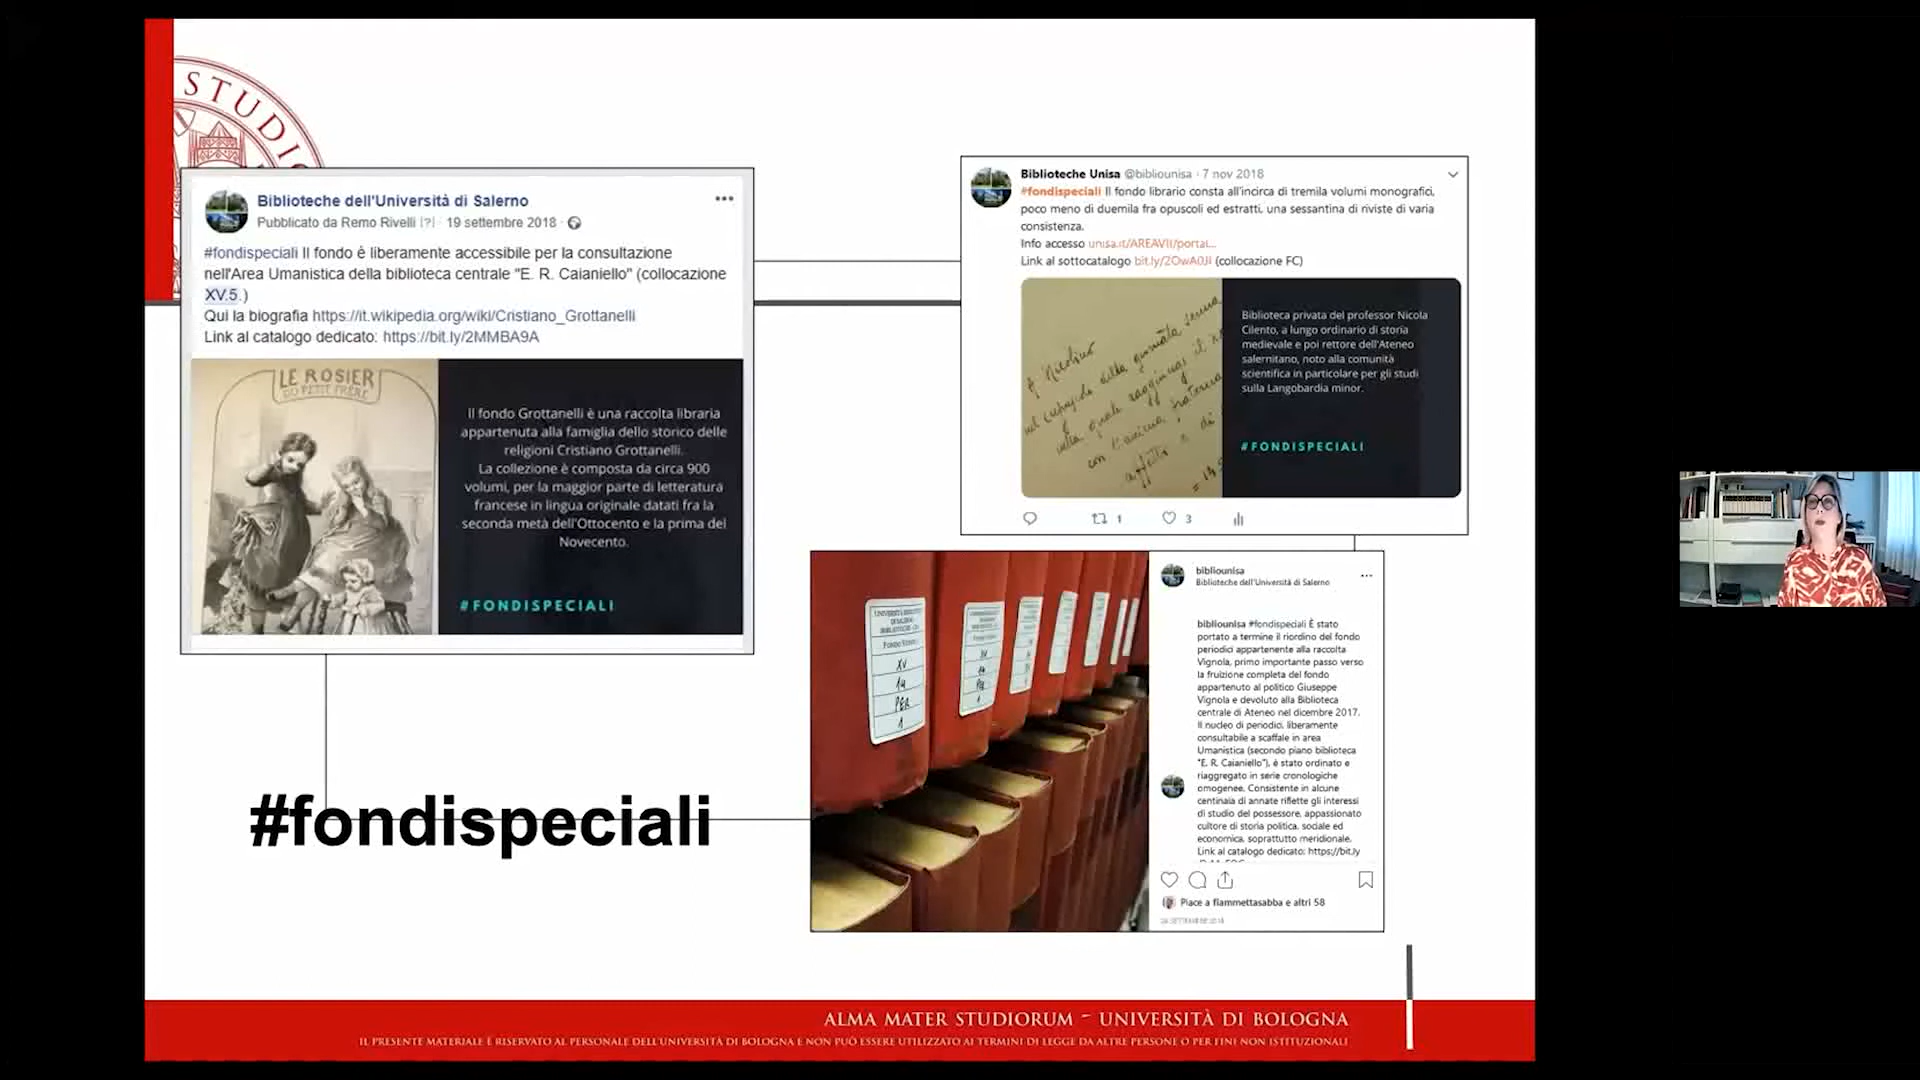 STUDIO
Biblioteche dell'Università di Salerno
Pubblicato da Remo Rivelli [?] · 19 settembre 2018 ·
#fondispeciali Il fondo è liberamente accessibile per la consultazione
nell'Area Umanistica della biblioteca centrale "E. R. Caianiello" (collocazione
XV.5.)
Qui la biografia https://it.wikipedia.org/wiki/Cristiano_Grottanelli
Link al catalogo dedicato: https://bit.ly/2MMBA9A
LE ROSIER
DU PETIT FRÈRE
Il fondo Grottanelli è una raccolta libraria
appartenuta alla famiglia dello storico delle
religioni Cristiano Grottanelli.
La collezione è composta da circa 900
volumi, per la maggior parte di letteratura
francese in lingua originale datati fra la
seconda metà dell'Ottocento e la prima del
Novecento.
#FONDISPECIALI
Biblioteche Unisa @bibliounisa · 7 nov 2018
#fondispeciali Il fondo librario consta all'incirca di tremila volumi monografici,
poco meno di duemila fra opuscoli ed estratti, una sessantina di riviste di varia
consistenza.
Info accesso unisa.it/AREAVII/portal...
Link al sottocatalogo bit.ly/2OwA0JI (collocazione FC)
Biblioteca privata del professor Nicola
Cilento, a lungo ordinario di storia
medievale e poi rettore dell'Ateneo
salernitano, noto alla comunità
scientifica in particolare per gli studi
sulla Langobardia minor.
#FONDISPECIALI
1 3
#fondispeciali
XV
14
PER
1
bibliounisa
Biblioteche dell'Università di Salerno
bibliounisa #fondispeciali È stato
portato a termine il riordino del fondo
periodici appartenente alla raccolta
Vignola, primo importante passo verso
la fruizione completa del fondo
appartenuto al politico Giuseppe
Vignola e devoluto alla Biblioteca
centrale di Ateneo nel dicembre 2017.
Il nucleo di periodici, liberamente
consultabile a scaffale in area
Umanistica (secondo piano biblioteca
"E. R. Caianiello"), è stato ordinato e
riaggregato in serie cronologiche
omogenee. Consistente in alcune
centinaia di annate riflette gli interessi
di studio del possessore, appassionato
cultore di storia politica, sociale ed
economica, soprattutto meridionale.
Link al catalogo dedicato: https://bit.ly
Piace a fiammettasabba e altri 58
ALMA MATER STUDIORUM - UNIVERSITÀ DI BOLOGNA
IL PRESENTE MATERIALE È RISERVATO AL PERSONALE DELL'UNIVERSITÀ DI BOLOGNA E NON PUÒ ESSERE UTILIZZATO AI TERMINI DI LEGGE DA ALTRE PERSONE O PER FINI NON ISTITUZIONALI